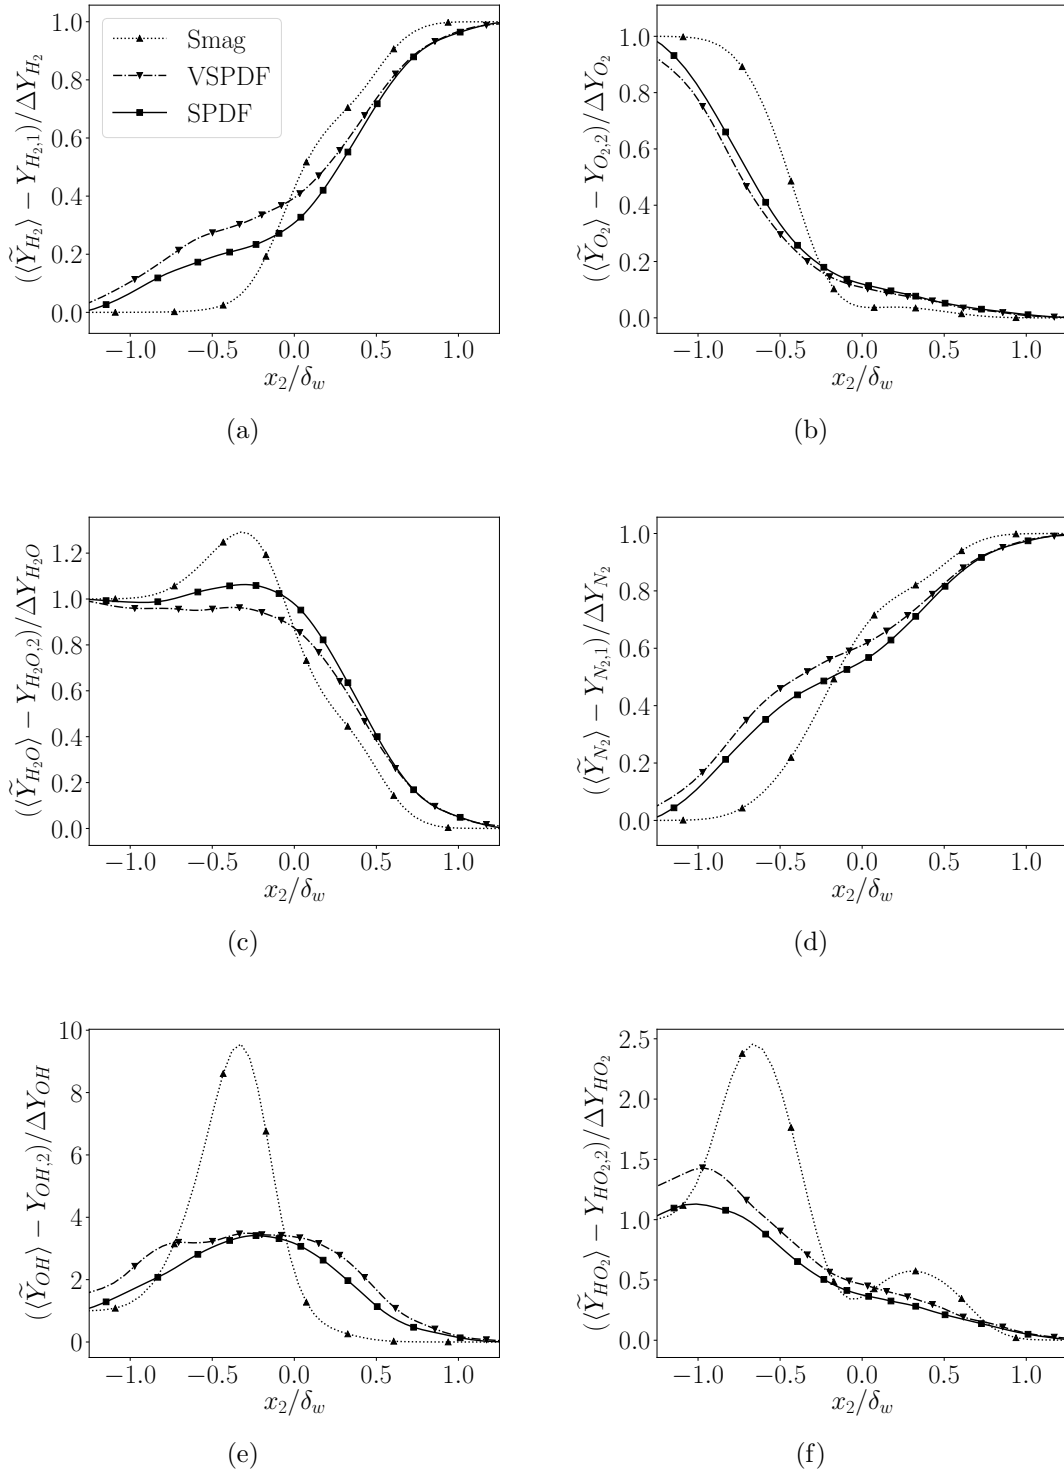 (⟨Ỹ_{H_2}⟩ − Y_{H_2,1})/ΔY_{H_2}
1.0
0.8
0.6
0.4
0.2
0.0
Smag
VSPDF
SPDF
−1.0 −0.5 0.0 0.5 1.0
x_2/δ_w
(a)
(⟨Ỹ_{O_2}⟩ − Y_{O_2,2})/ΔY_{O_2}
1.0
0.8
0.6
0.4
0.2
0.0
−1.0 −0.5 0.0 0.5 1.0
x_2/δ_w
(b)
(⟨Ỹ_{H_2O}⟩ − Y_{H_2O,2})/ΔY_{H_2O}
1.2
1.0
0.8
0.6
0.4
0.2
0.0
−1.0 −0.5 0.0 0.5 1.0
x_2/δ_w
(c)
(⟨Ỹ_{N_2}⟩ − Y_{N_2,1})/ΔY_{N_2}
1.0
0.8
0.6
0.4
0.2
0.0
−1.0 −0.5 0.0 0.5 1.0
x_2/δ_w
(d)
(⟨Ỹ_{OH}⟩ − Y_{OH,2})/ΔY_{OH}
10
8
6
4
2
0
−1.0 −0.5 0.0 0.5 1.0
x_2/δ_w
(e)
(⟨Ỹ_{HO_2}⟩ − Y_{HO_2,2})/ΔY_{HO_2}
2.5
2.0
1.5
1.0
0.5
0.0
−1.0 −0.5 0.0 0.5 1.0
x_2/δ_w
(f)